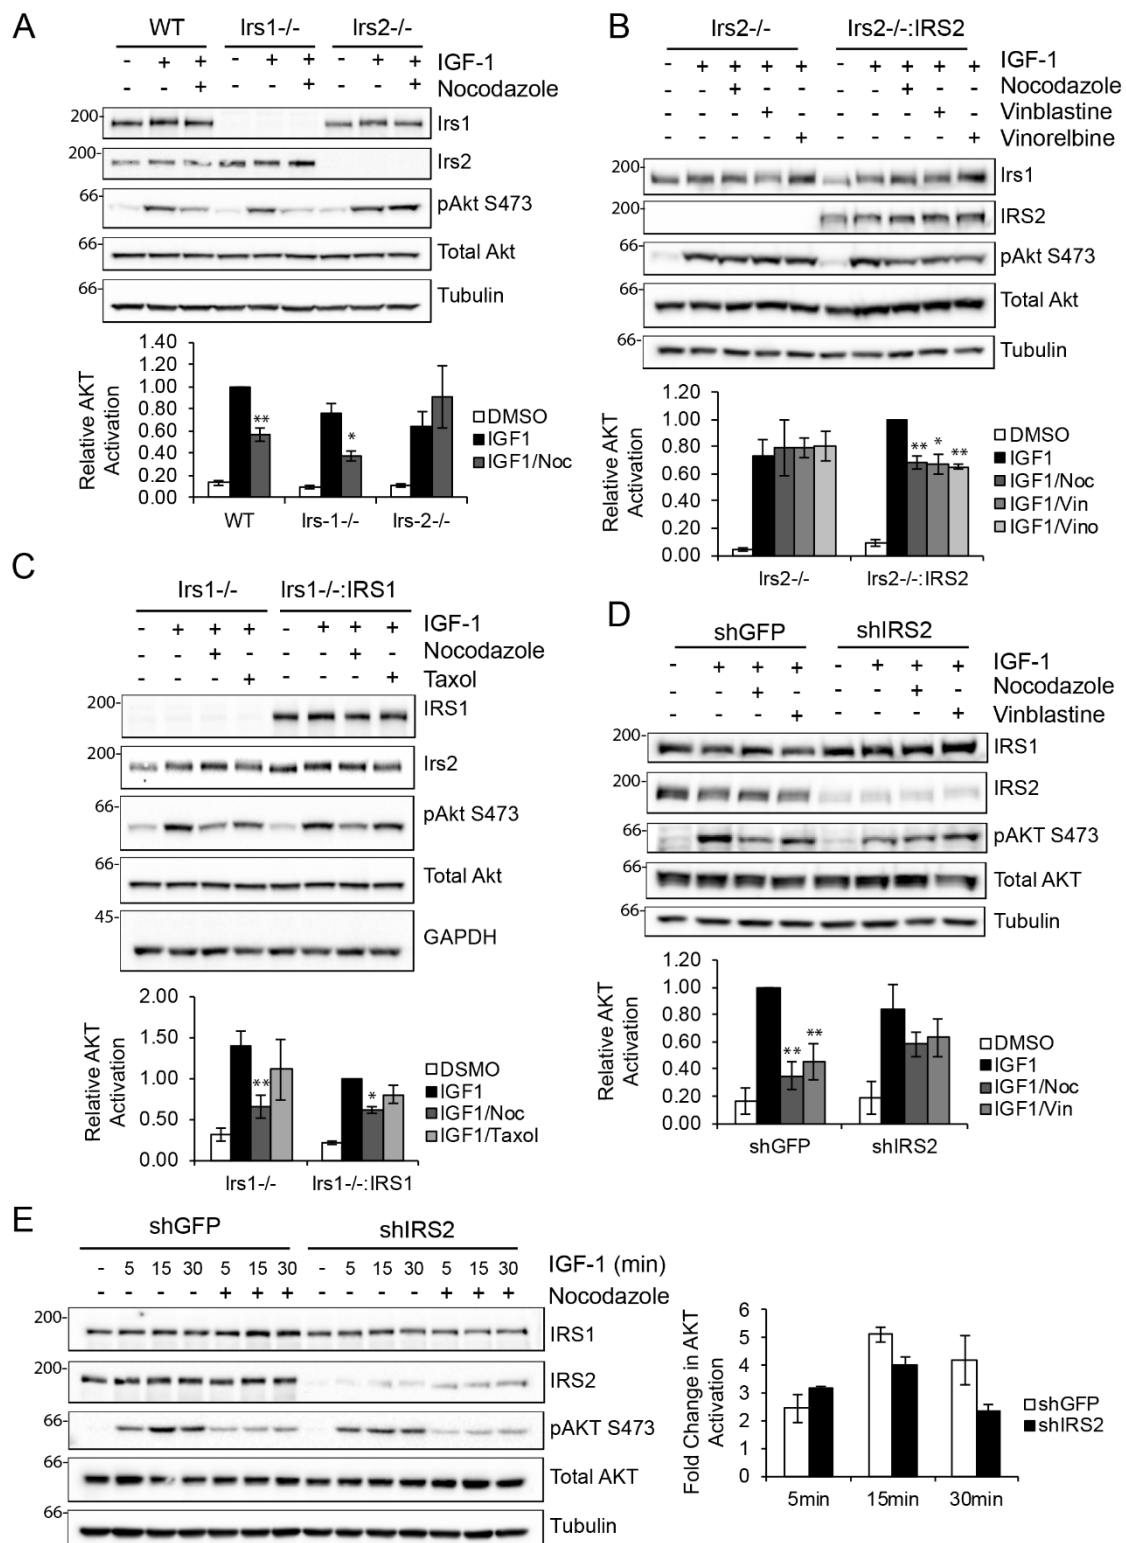 A
WT Irs1-/- Irs2-/-
- + + - + + - + + IGF-1
- - + - - + - - + Nocodazole
200- Irs1
200- Irs2
66- pAkt S473
66- Total Akt
66- Tubulin
Relative AKT Activation
1.40
1.20
1.00
0.80
0.60
0.40
0.20
0.00
** *
DMSO
IGF1
IGF1/Noc
WT Irs-1-/- Irs-2-/-
B
Irs2-/- Irs2-/-:IRS2
- + + + + - + + + + IGF-1
- - + - - - - + - - Nocodazole
- - - + - - - - + - Vinblastine
- - - - + - - - - + Vinorelbine
200- Irs1
200- IRS2
66- pAkt S473
66- Total Akt
66- Tubulin
Relative AKT Activation
1.20
1.00
0.80
0.60
0.40
0.20
0.00
** * **
DMSO
IGF1
IGF1/Noc
IGF1/Vin
IGF1/Vino
Irs2-/- Irs2-/-:IRS2
C
Irs1-/- Irs1-/-:IRS1
- + + + - + + + IGF-1
- - + - - - + - Nocodazole
- - - + - - - + Taxol
200- IRS1
200- Irs2
66- pAkt S473
66- Total Akt
45- GAPDH
Relative AKT Activation
2.00
1.50
1.00
0.50
0.00
** *
DSMO
IGF1
IGF1/Noc
IGF1/Taxol
Irs1-/- Irs1-/-:IRS1
D
shGFP shIRS2
- + + + - + + + IGF-1
- - + - - - + - Nocodazole
- - - + - - - + Vinblastine
200- IRS1
200- IRS2
66- pAKT S473
66- Total AKT
66- Tubulin
Relative AKT Activation
1.20
1.00
0.80
0.60
0.40
0.20
0.00
** **
DMSO
IGF1
IGF1/Noc
IGF1/Vin
shGFP shIRS2
E
shGFP shIRS2
- 5 15 30 5 15 30 - 5 15 30 5 15 30 IGF-1 (min)
- - - - + + + - - - - + + + Nocodazole
200- IRS1
200- IRS2
66- pAKT S473
66- Total AKT
66- Tubulin
Fold Change in AKT Activation
6
5
4
3
2
1
0
shGFP
shIRS2
5min 15min 30min